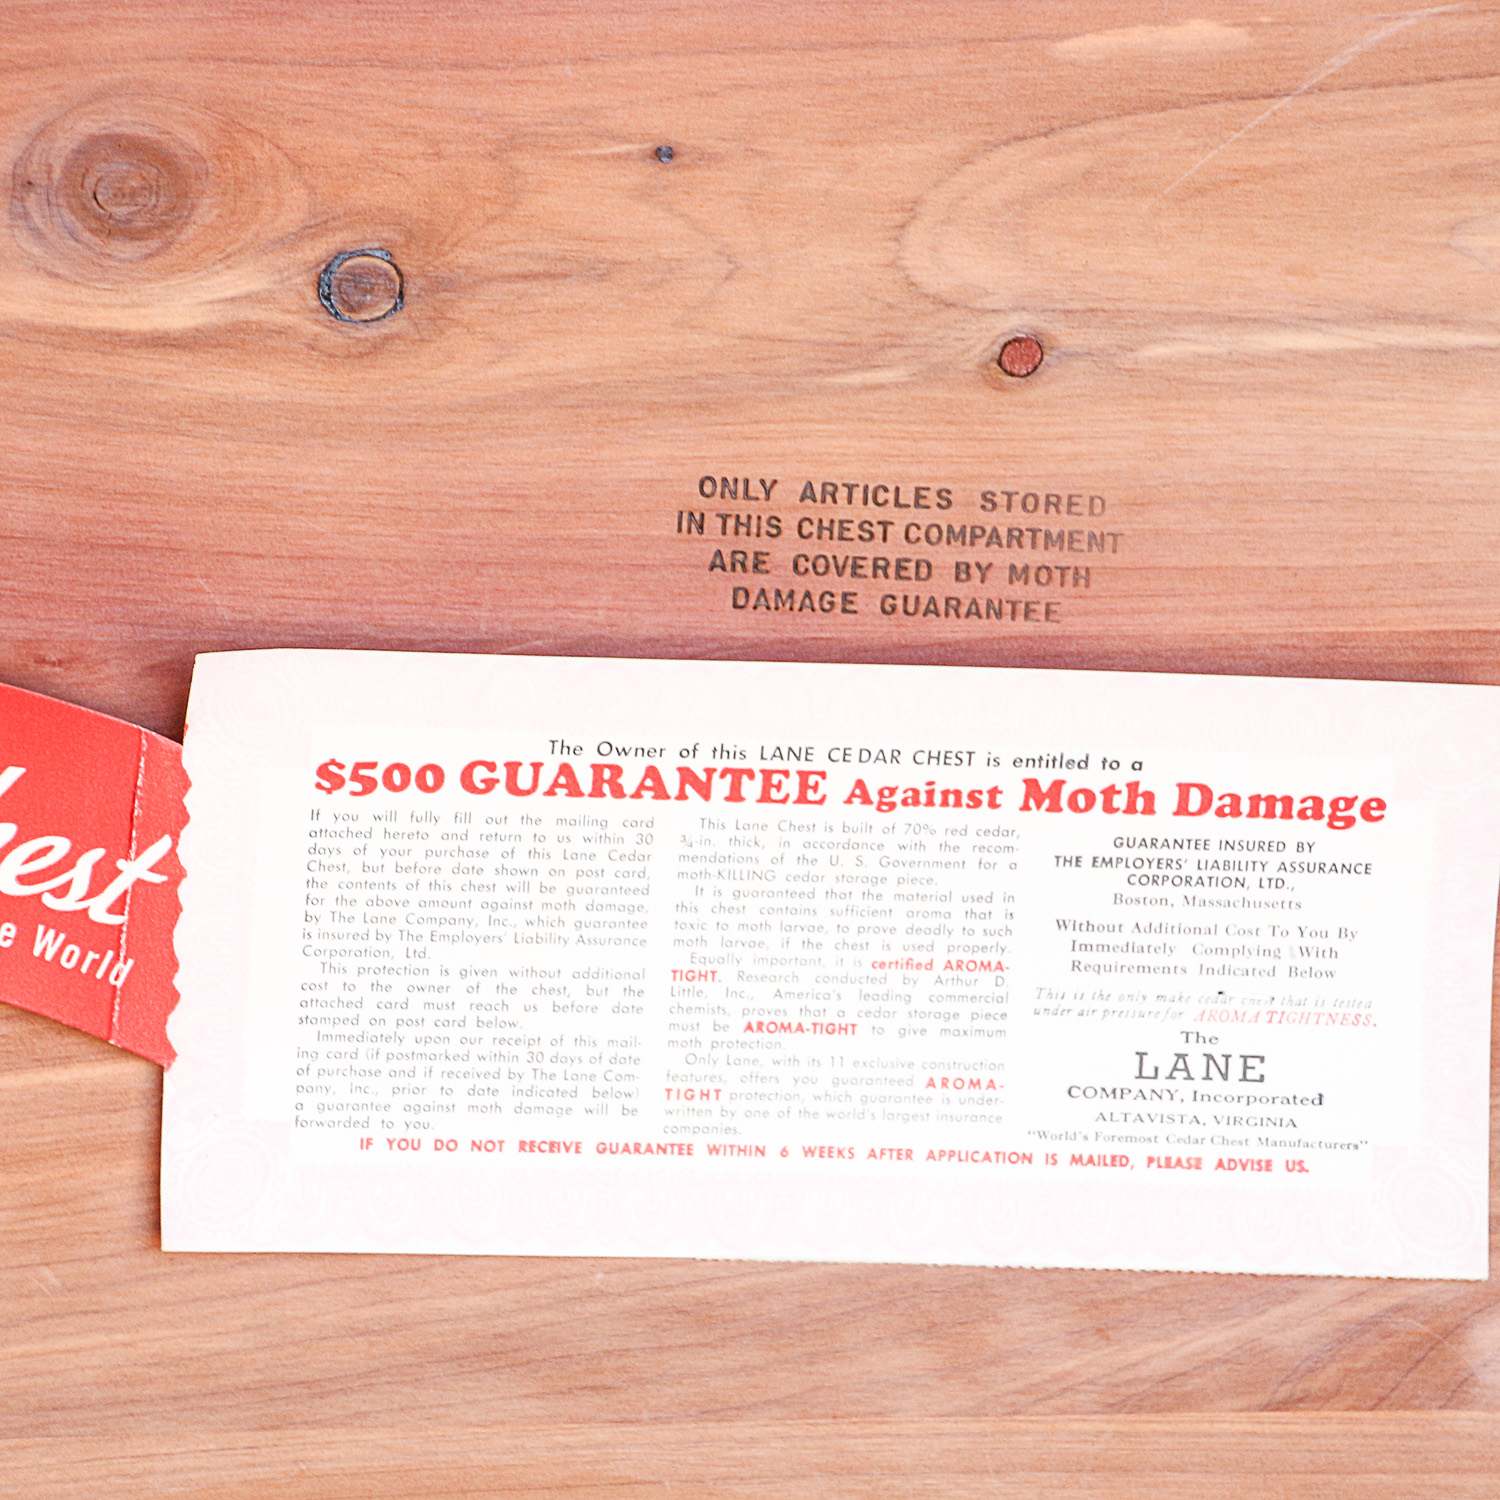 ONLY ARTICLES STORED
IN THIS CHEST COMPARTMENT
ARE COVERED BY MOTH
DAMAGE GUARANTEE
est
e World
The Owner of this LANE CEDAR CHEST is entitled to a
$500 GUARANTEE Against Moth Damage
If you will fully fill out the mailing card
attached hereto and return to us within 30
days of your purchase of this Lane Cedar
Chest, but before date shown on post card,
the contents of this chest will be guaranteed
for the above amount against moth damage,
by The Lane Company, Inc., which guarantee
is insured by The Employers' Liability Assurance
Corporation, Ltd.
This protection is given without additional
cost to the owner of the chest, but the
attached card must reach us before date
stamped on post card below.
Immediately upon our receipt of this mail-
ing card (if postmarked within 30 days of date
of purchase and if received by The Lane Com-
pany, Inc., prior to date indicated below)
a guarantee against moth damage will be
forwarded to you.
This Lane Chest is built of 70% red cedar,
¾-in. thick, in accordance with the recom-
mendations of the U. S. Government for a
moth-KILLING cedar storage piece.
It is guaranteed that the material used in
this chest contains sufficient aroma that is
toxic to moth larvae, to prove deadly to such
moth larvae, if the chest is used properly.
Equally important, it is certified AROMA-
TIGHT. Research conducted by Arthur D.
Little, Inc., America's leading commercial
chemists, proves that a cedar storage piece
must be AROMA-TIGHT to give maximum
moth protection.
Only Lane, with its 11 exclusive construction
features, offers you guaranteed AROMA-
TIGHT protection, which guarantee is under-
written by one of the world's largest insurance
companies.
GUARANTEE INSURED BY
THE EMPLOYERS' LIABILITY ASSURANCE
CORPORATION, LTD.,
Boston, Massachusetts
Without Additional Cost To You By
Immediately Complying With
Requirements Indicated Below
This is the only make cedar chest that is tested
under air pressure for AROMA TIGHTNESS.
The
LANE
COMPANY, Incorporated
ALTAVISTA, VIRGINIA
"World's Foremost Cedar Chest Manufacturers"
IF YOU DO NOT RECEIVE GUARANTEE WITHIN 6 WEEKS AFTER APPLICATION IS MAILED, PLEASE ADVISE US.